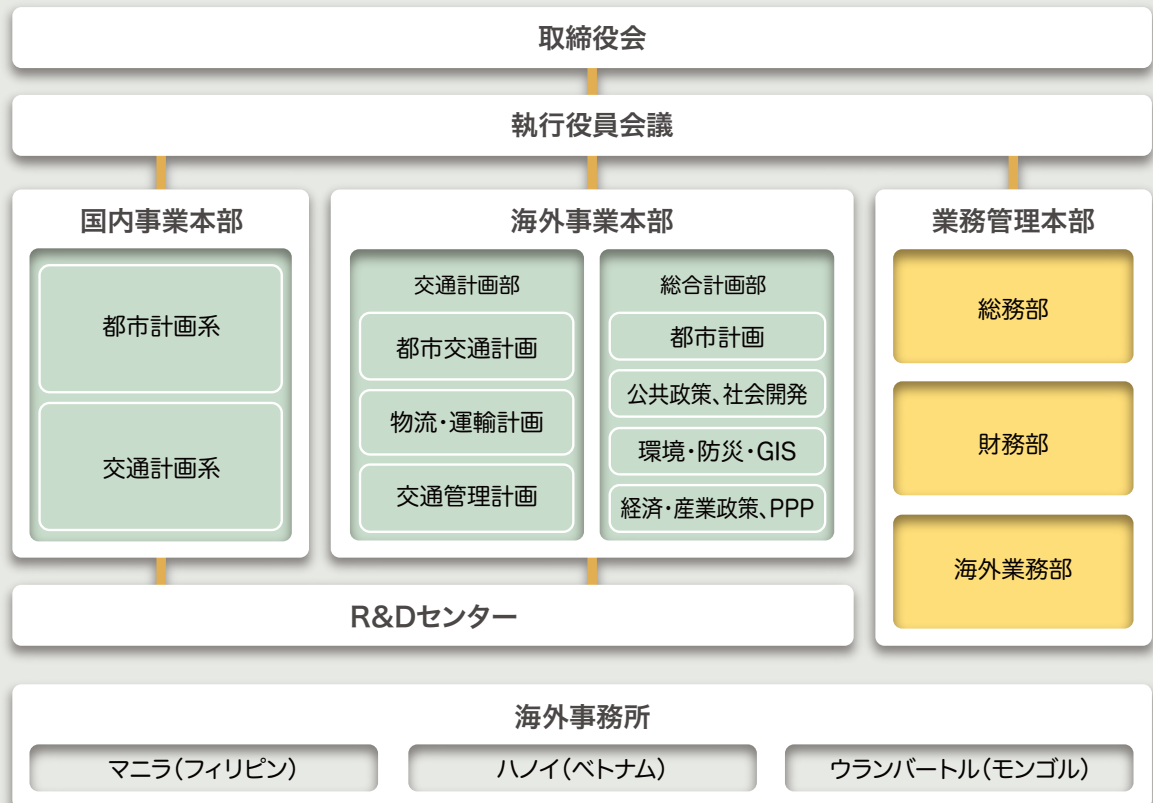 取締役会
執行役員会議
国内事業本部
都市計画系
交通計画系
海外事業本部
交通計画部
都市交通計画
物流・運輸計画
交通管理計画
総合計画部
都市計画
公共政策、社会開発
環境・防災・GIS
経済・産業政策、PPP
業務管理本部
総務部
財務部
海外業務部
R&Dセンター
海外事務所
マニラ(フィリピン)
ハノイ(ベトナム)
ウランバートル(モンゴル)